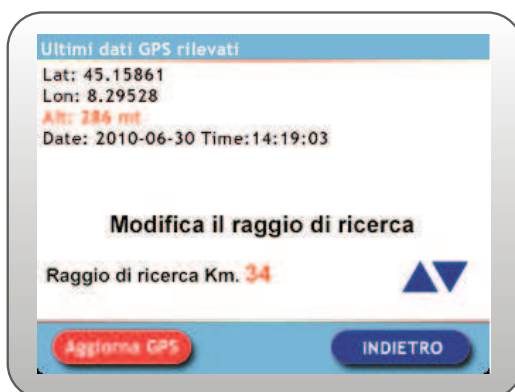 Ultimi dati GPS rilevati
Lat: 45.15861
Lon: 8.29528
Alt: 286 mt
Date: 2010-06-30 Time:14:19:03
Modifica il raggio di ricerca
Raggio di ricerca Km. 34
Aggiorna GPS
INDIETRO